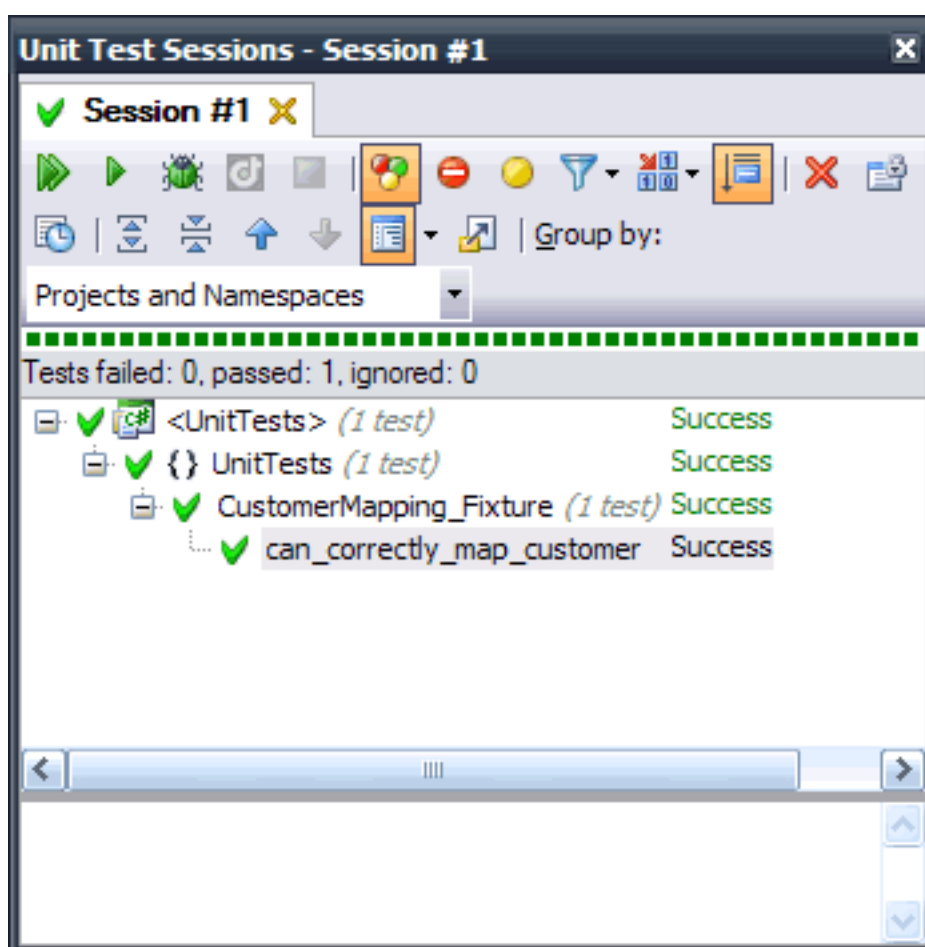 Unit Test Sessions - Session #1
Session #1
Group by:
Projects and Namespaces
Tests failed: 0, passed: 1, ignored: 0
<UnitTests> (1 test) Success
{} UnitTests (1 test) Success
CustomerMapping_Fixture (1 test) Success
can_correctly_map_customer Success